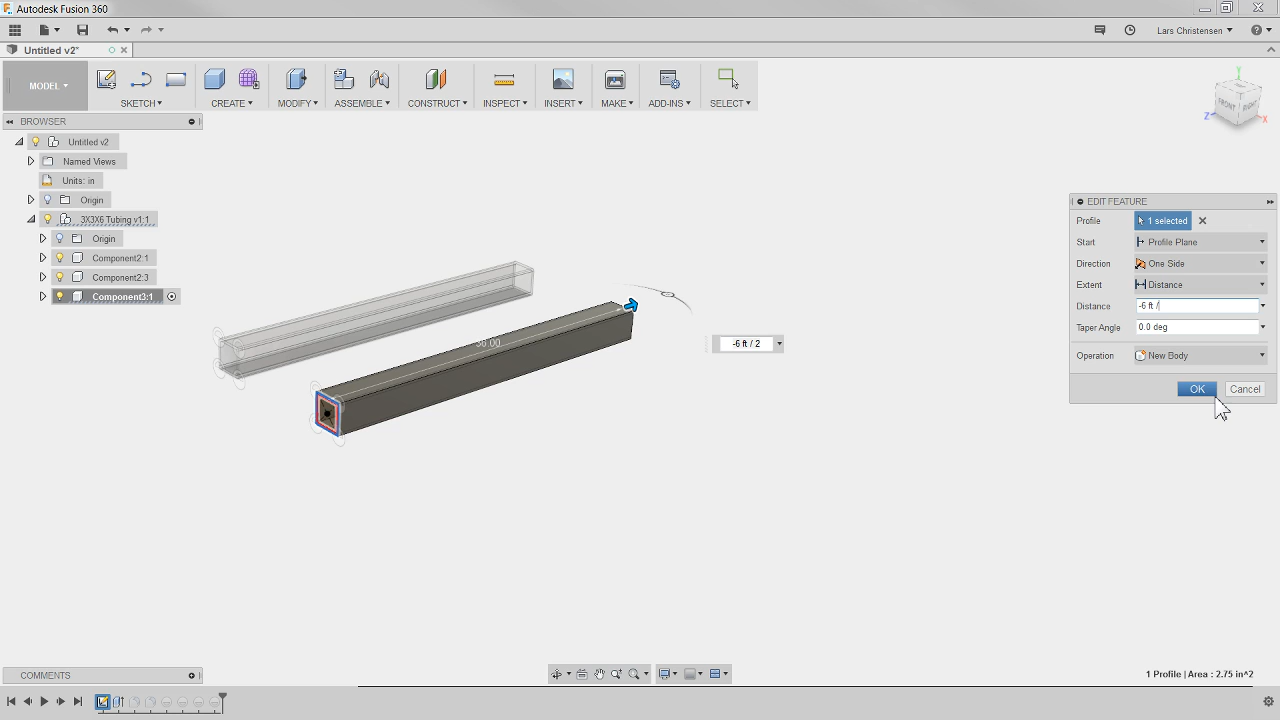 Autodesk Fusion 360
Lars Christensen
Untitled v2*
MODEL
SKETCH
CREATE
MODIFY
ASSEMBLE
CONSTRUCT
INSPECT
INSERT
MAKE
ADD-INS
SELECT
FRONT
RIGHT
Y
Z
X
BROWSER
Untitled v2
Named Views
Units: in
Origin
3X3X6 Tubing v1:1
Origin
Component2:1
Component2:3
Component3:1
36.00
-6 ft / 2
EDIT FEATURE
Profile
1 selected
Start
Profile Plane
Direction
One Side
Extent
Distance
Distance
-6 ft /
Taper Angle
0.0 deg
Operation
New Body
OK
Cancel
COMMENTS
1 Profile | Area : 2.75 in^2